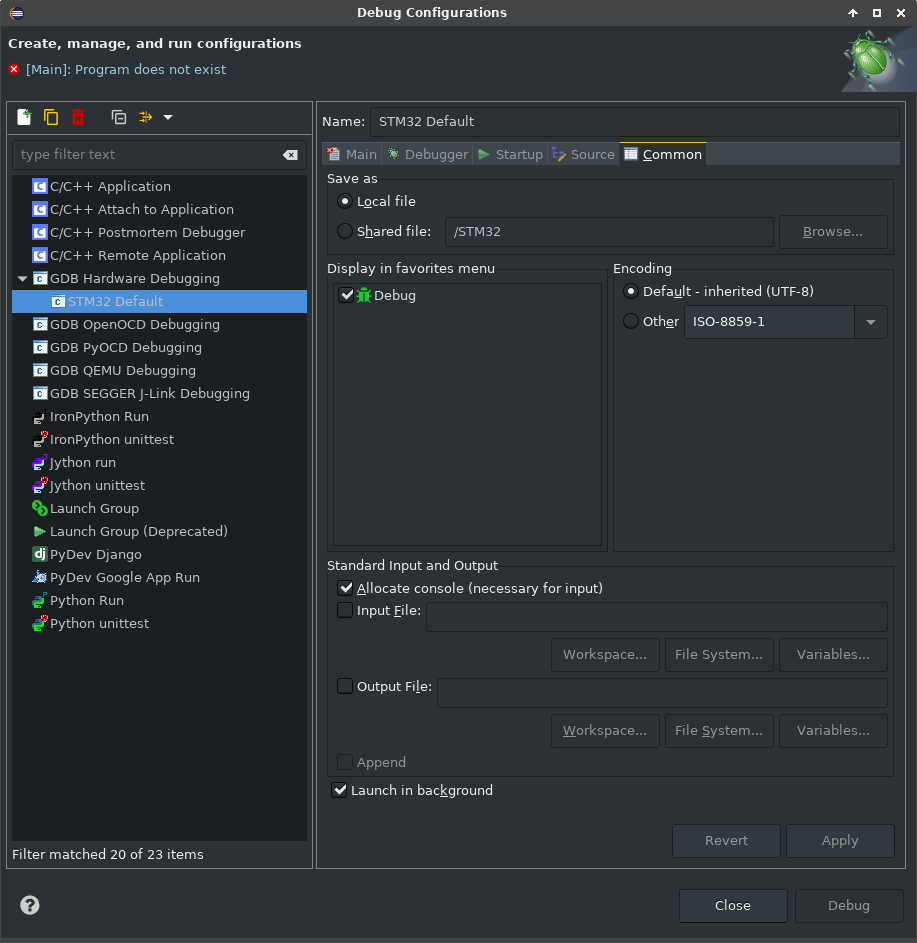 Debug Configurations
Create, manage, and run configurations
[Main]: Program does not exist
type filter text
C/C++ Application
C/C++ Attach to Application
C/C++ Postmortem Debugger
C/C++ Remote Application
GDB Hardware Debugging
STM32 Default
GDB OpenOCD Debugging
GDB PyOCD Debugging
GDB QEMU Debugging
GDB SEGGER J-Link Debugging
IronPython Run
IronPython unittest
Jython run
Jython unittest
Launch Group
Launch Group (Deprecated)
PyDev Django
PyDev Google App Run
Python Run
Python unittest
Filter matched 20 of 23 items
Name: STM32 Default
Main Debugger Startup Source Common
Save as
Local file
Shared file: /STM32 Browse...
Display in favorites menu
Debug
Encoding
Default - inherited (UTF-8)
Other ISO-8859-1
Standard Input and Output
Allocate console (necessary for input)
Input File:
Workspace... File System... Variables...
Output File:
Workspace... File System... Variables...
Append
Launch in background
Revert Apply
Close Debug